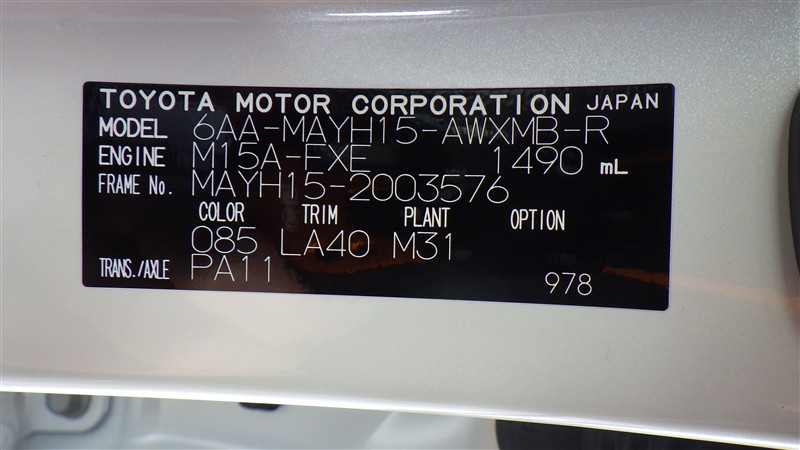 TOYOTA MOTOR CORPORATION JAPAN
MODEL 6AA-MAYH15-AWXMB-R
ENGINE M15A-FXE 1490 mL
FRAME No. MAYH15-2003576
COLOR TRIM PLANT OPTION
085 LA40 M31
TRANS./AXLE PA11
978